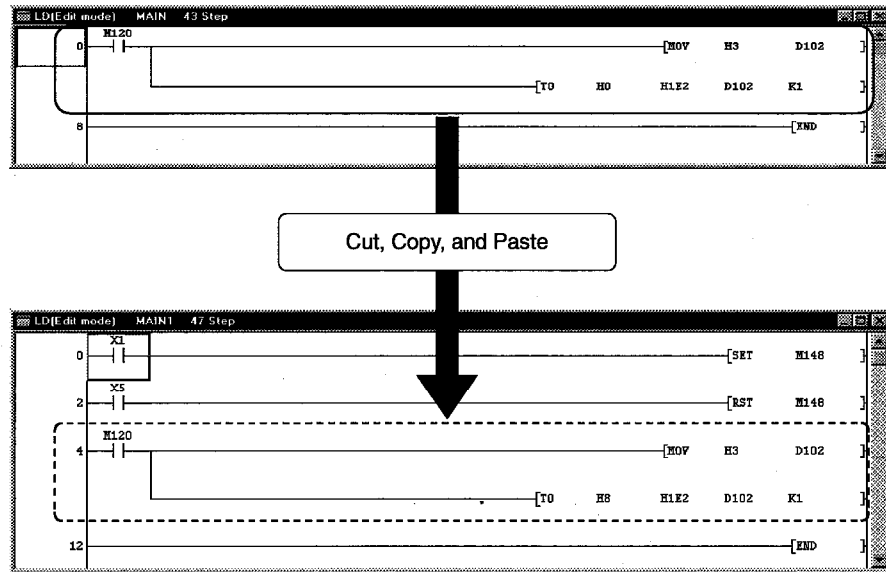 LD(Edit mode) MAIN 43 Step
M120
0 [MOV H3 D102 ]
[TO H0 H1E2 D102 K1 ]
8 [END ]
Cut, Copy, and Paste
LD(Edit mode) MAIN1 47 Step
X1
0 [SET M148 ]
X5
2 [RST M148 ]
M120
4 [MOV H3 D102 ]
[TO H8 H1E2 D102 K1 ]
12 [END ]